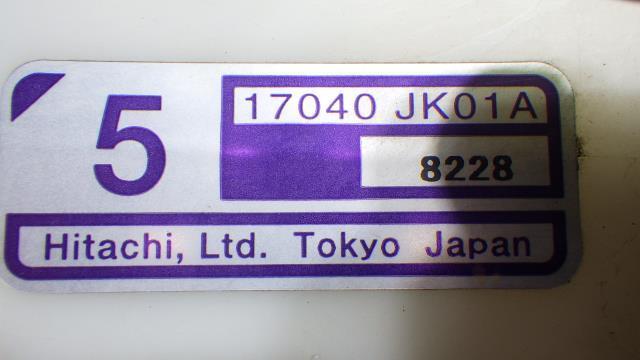 5
17040 JK01A
8228
Hitachi, Ltd. Tokyo Japan